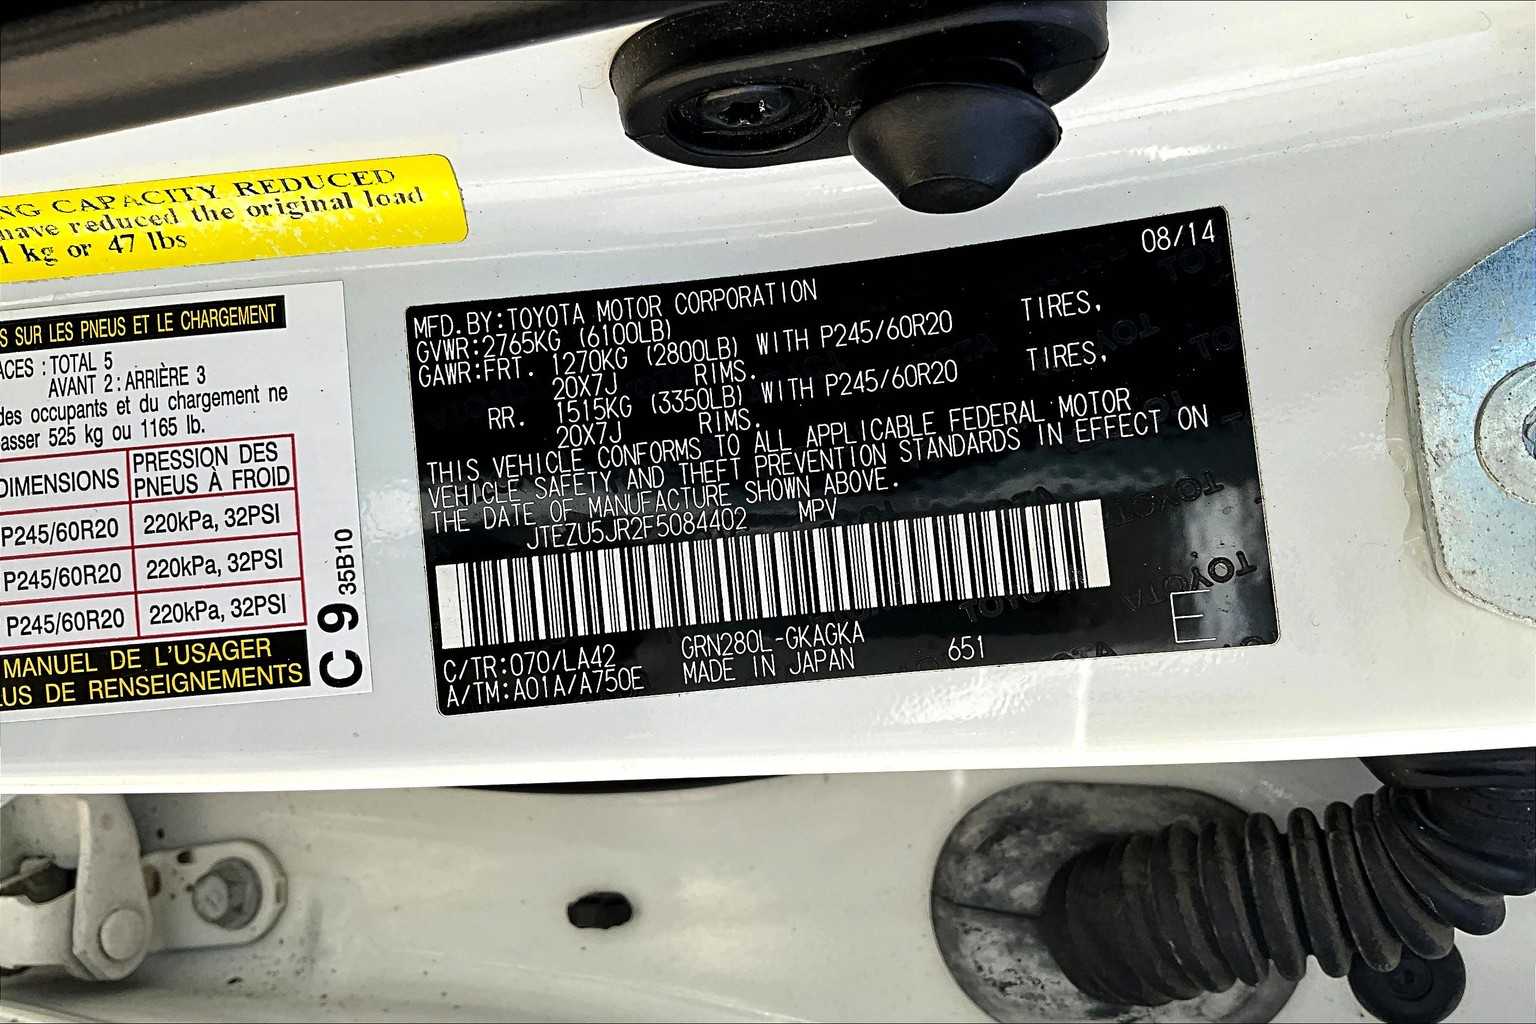 NG CAPACITY REDUCED
have reduced the original load
1 kg or 47 lbs
S SUR LES PNEUS ET LE CHARGEMENT
ACES : TOTAL 5
AVANT 2 : ARRIÈRE 3
des occupants et du chargement ne
asser 525 kg ou 1165 lb.
DIMENSIONS PRESSION DES PNEUS À FROID
P245/60R20 220kPa, 32PSI
P245/60R20 220kPa, 32PSI
P245/60R20 220kPa, 32PSI
MANUEL DE L'USAGER
LUS DE RENSEIGNEMENTS
C 9 35B10
08/14
MFD.BY:TOYOTA MOTOR CORPORATION
GVWR:2765KG (6100LB)
GAWR:FRT. 1270KG (2800LB) WITH P245/60R20 TIRES,
20X7J RIMS.
RR. 1515KG (3350LB) WITH P245/60R20 TIRES,
20X7J RIMS.
THIS VEHICLE CONFORMS TO ALL APPLICABLE FEDERAL MOTOR
VEHICLE SAFETY AND THEFT PREVENTION STANDARDS IN EFFECT ON
THE DATE OF MANUFACTURE SHOWN ABOVE.
JTEZU5JR2F5084402 MPV
C/TR:070/LA42 GRN280L-GKAGKA 651
A/TM:A01A/A750E MADE IN JAPAN
E